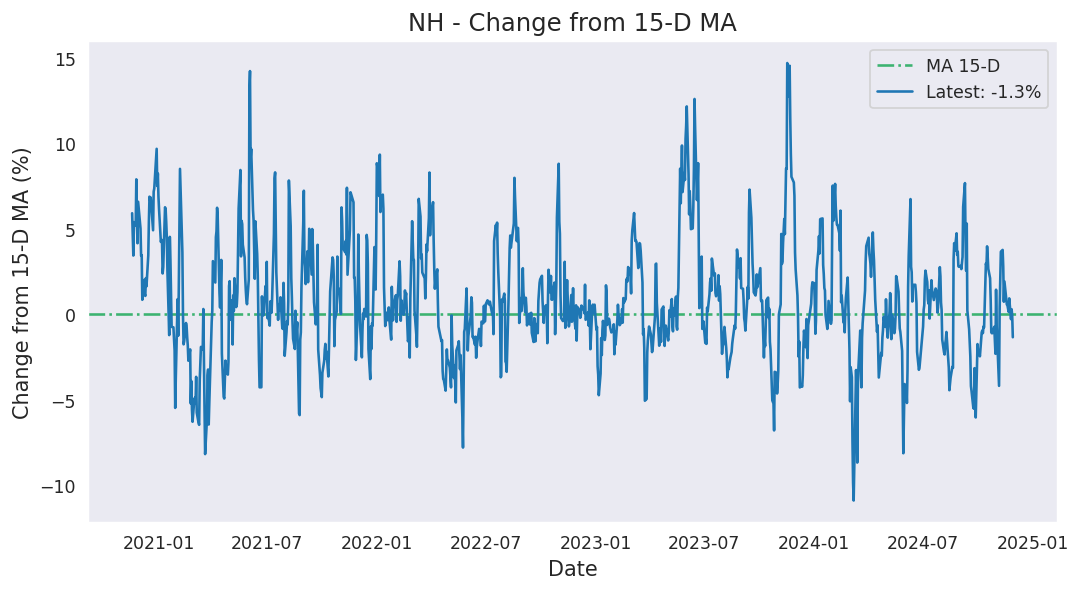 NH - Change from 15-D MA
MA 15-D
Latest: -1.3%
Change from 15-D MA (%)
15
10
5
0
−5
−10
2021-01 2021-07 2022-01 2022-07 2023-01 2023-07 2024-01 2024-07 2025-01
Date